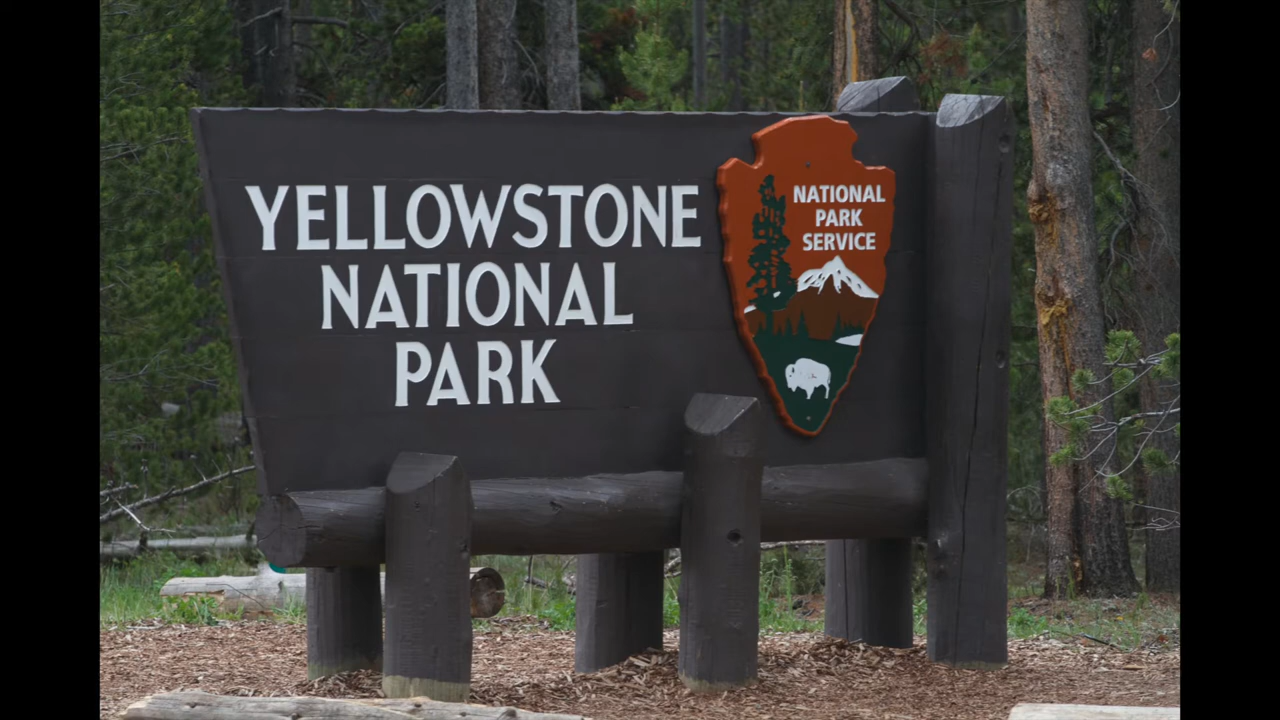 YELLOWSTONE
NATIONAL
PARK
NATIONAL
PARK
SERVICE